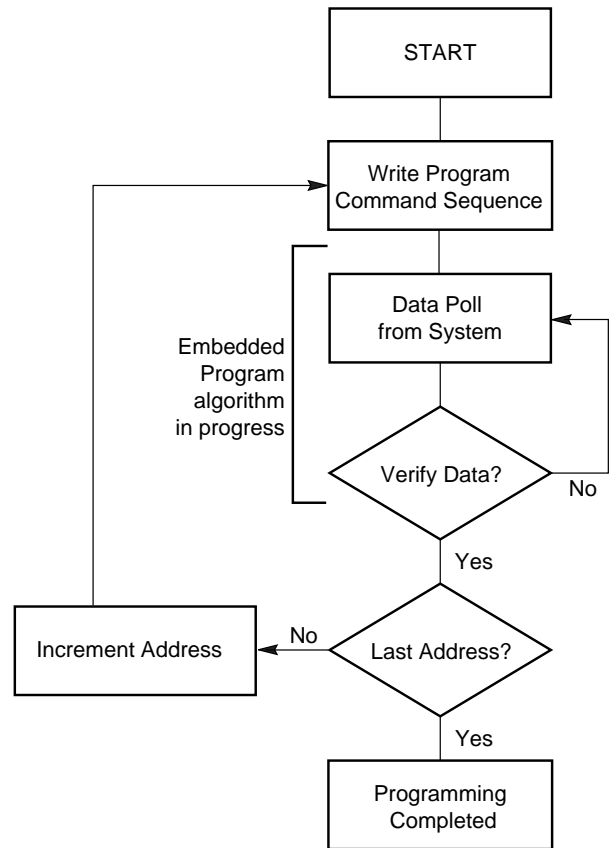 START
Write Program
Command Sequence
Data Poll
from System
Embedded
Program
algorithm
in progress
Verify Data?
No
Yes
Increment Address
No
Last Address?
Yes
Programming
Completed